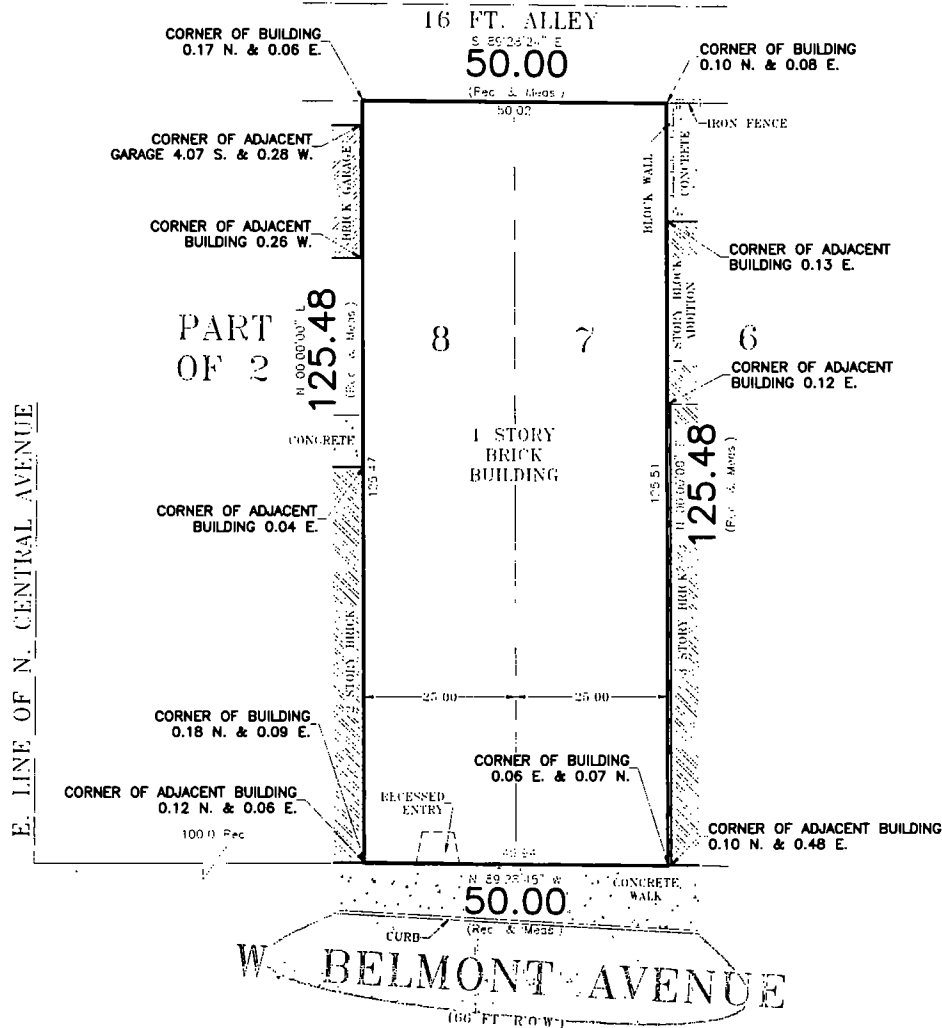 16 FT. ALLEY
CORNER OF BUILDING
0.17 N. & 0.06 E.
50.00
(Rec. & Meas.)
CORNER OF BUILDING
0.10 N. & 0.08 E.
50.02
IRON FENCE
CORNER OF ADJACENT
GARAGE 4.07 S. & 0.28 W.
BRICK GARAGE
BLOCK WALL
CONCRETE
CORNER OF ADJACENT
BUILDING 0.26 W.
CORNER OF ADJACENT
BUILDING 0.13 E.
PART
OF 2
N 00°00'00" E
125.48
(Rec. & Meas.)
8
7
1 STORY BLOCK
ADDITION
6
CORNER OF ADJACENT
BUILDING 0.12 E.
CONCRETE
1 STORY
BRICK
BUILDING
125.47
125.51
N 00°00'00" E
125.48
(Rec. & Meas.)
CORNER OF ADJACENT
BUILDING 0.04 E.
E. LINE OF N. CENTRAL AVENUE
STORY BRICK
STORY BRICK
25.00
25.00
CORNER OF BUILDING
0.18 N. & 0.09 E.
CORNER OF BUILDING
0.06 E. & 0.07 N.
CORNER OF ADJACENT BUILDING
0.12 N. & 0.06 E.
RECESSED
ENTRY
100.0 Rec.
CORNER OF ADJACENT BUILDING
0.10 N. & 0.48 E.
50.00
(Rec. & Meas.)
CONCRETE
WALK
CURB
W. BELMONT AVENUE
(66 FT. R.O.W.)